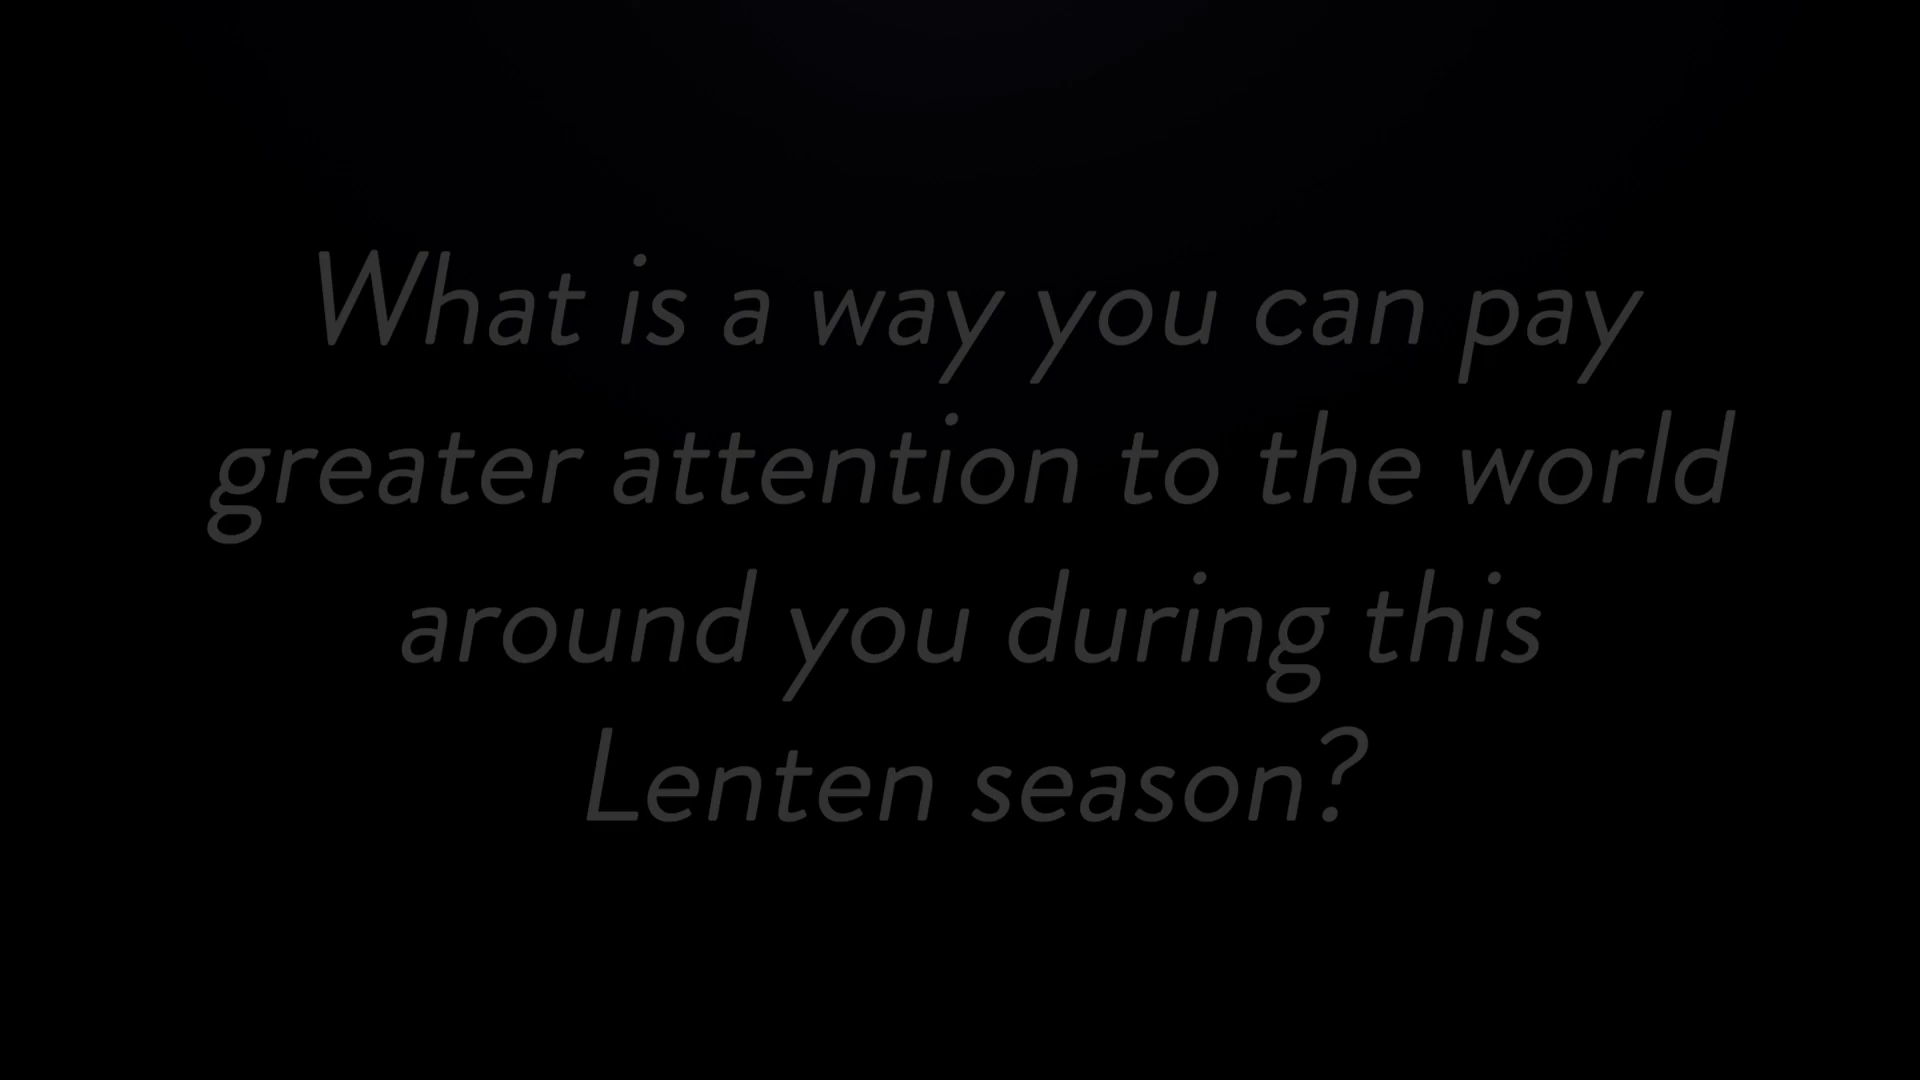 What is a way you can pay
greater attention to the world
around you during this
Lenten season?